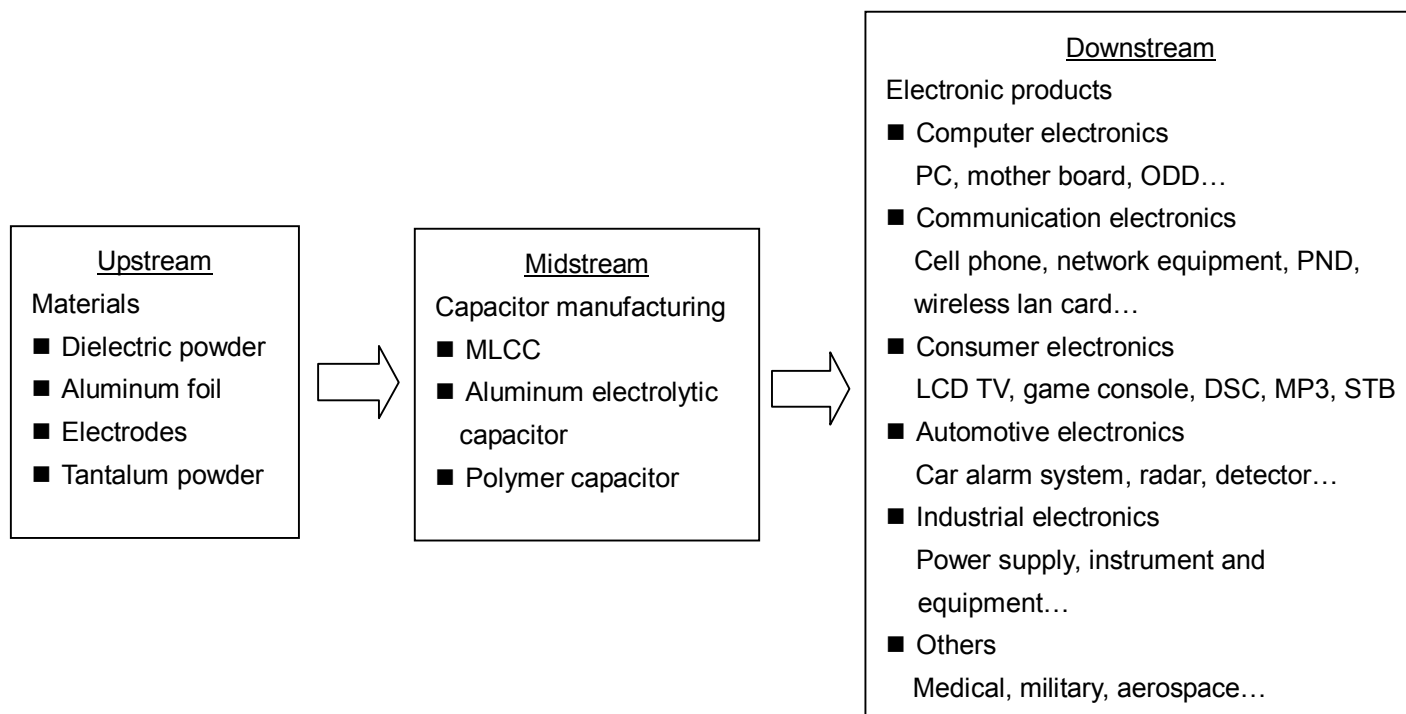 Upstream
Materials
■ Dielectric powder
■ Aluminum foil
■ Electrodes
■ Tantalum powder
Midstream
Capacitor manufacturing
■ MLCC
■ Aluminum electrolytic
capacitor
■ Polymer capacitor
Downstream
Electronic products
■ Computer electronics
PC, mother board, ODD…
■ Communication electronics
Cell phone, network equipment, PND,
wireless lan card…
■ Consumer electronics
LCD TV, game console, DSC, MP3, STB
■ Automotive electronics
Car alarm system, radar, detector…
■ Industrial electronics
Power supply, instrument and
equipment…
■ Others
Medical, military, aerospace…